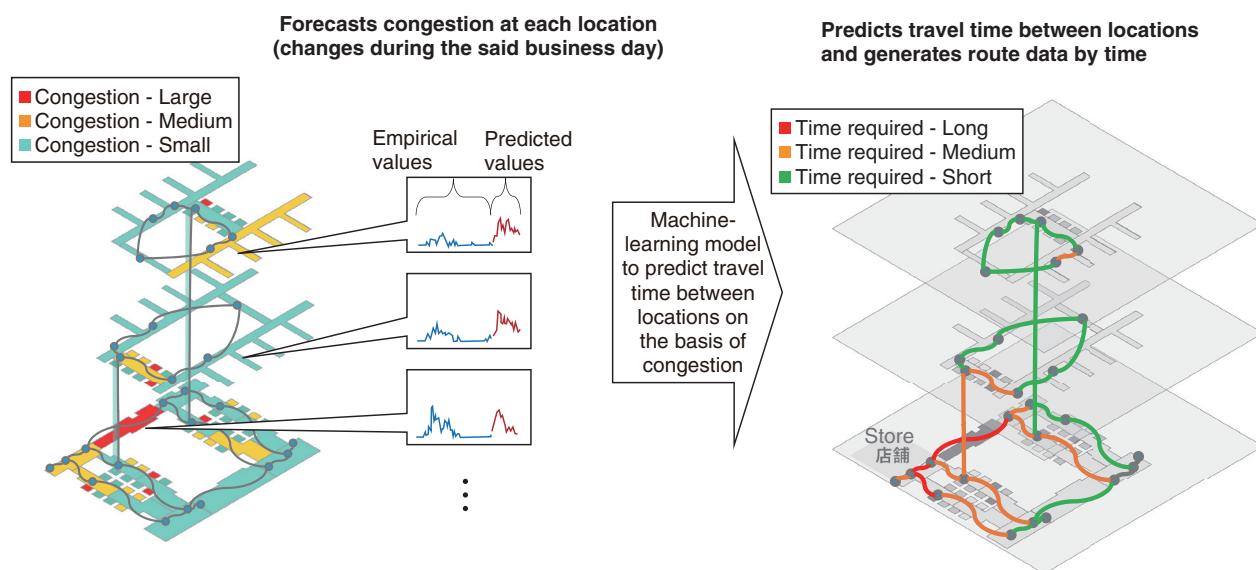 Forecasts congestion at each location
(changes during the said business day)
Predicts travel time between locations
and generates route data by time
Congestion - Large
Congestion - Medium
Congestion - Small
Empirical
values
Predicted
values
Machine-
learning model
to predict travel
time between
locations on
the basis of
congestion
Time required - Long
Time required - Medium
Time required - Short
Store
店舗